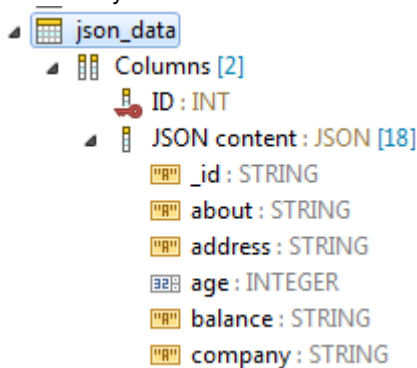 json_data
Columns [2]
ID : INT
JSON content : JSON [18]
"R" _id : STRING
"R" about : STRING
"R" address : STRING
32 age : INTEGER
"R" balance : STRING
"R" company : STRING